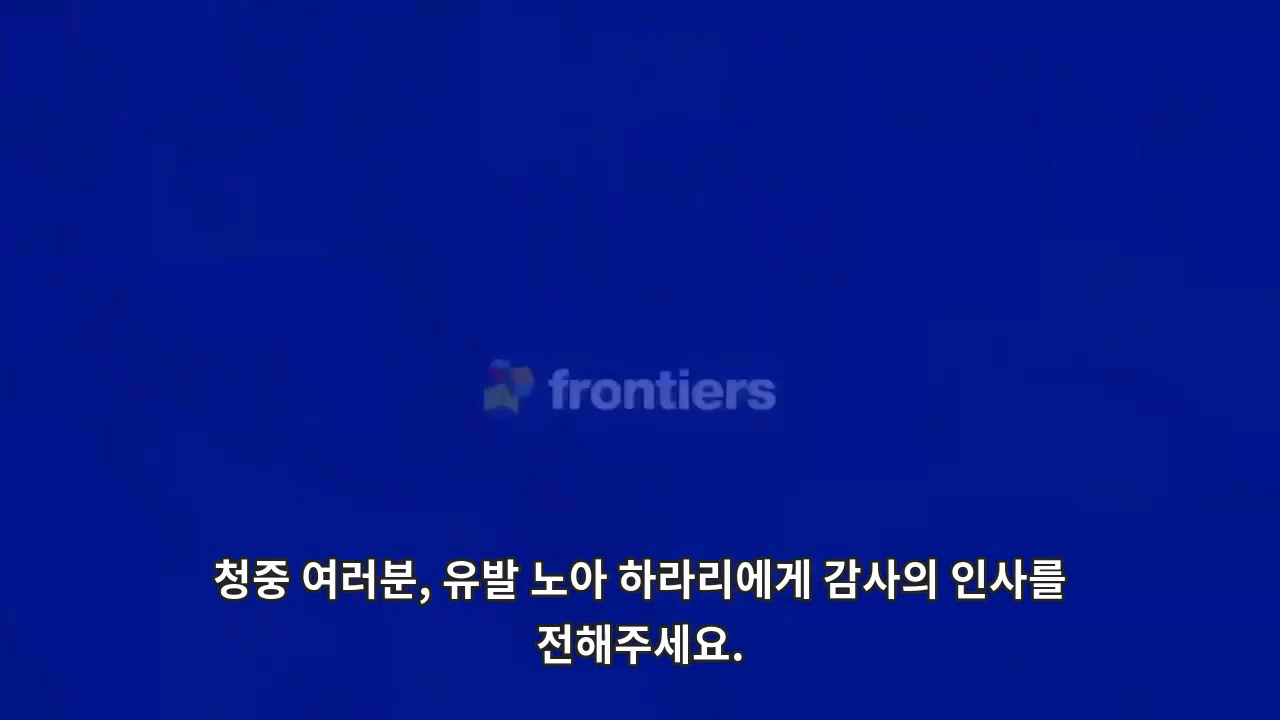 frontiers
청중 여러분, 유발 노아 하라리에게 감사의 인사를
전해주세요.